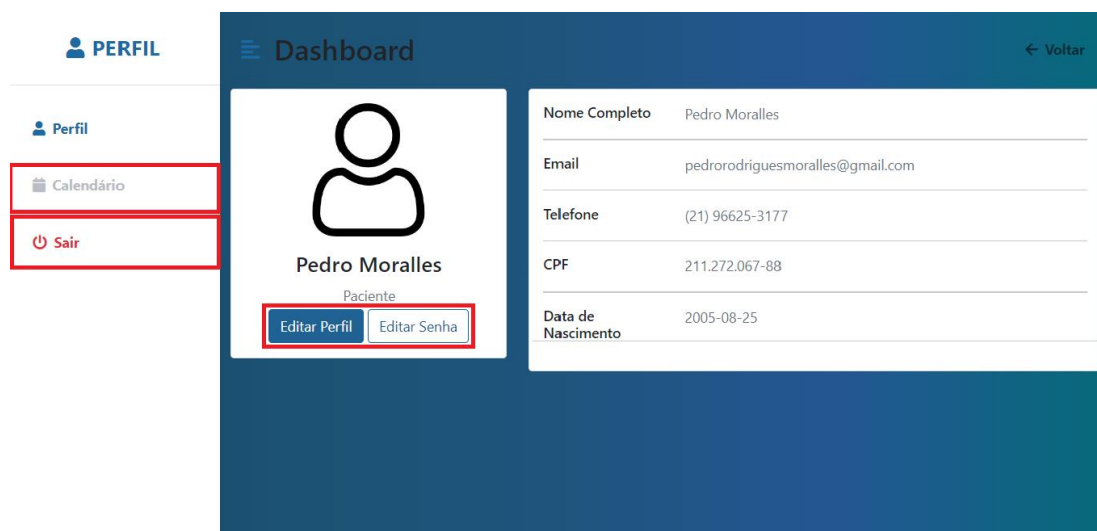 PERFIL
Perfil
Calendário
Sair
Dashboard
Voltar
Pedro Moralles
Paciente
Editar Perfil
Editar Senha
Nome Completo Pedro Moralles
Email pedrorodriguesmoralles@gmail.com
Telefone (21) 96625-3177
CPF 211.272.067-88
Data de 2005-08-25
Nascimento